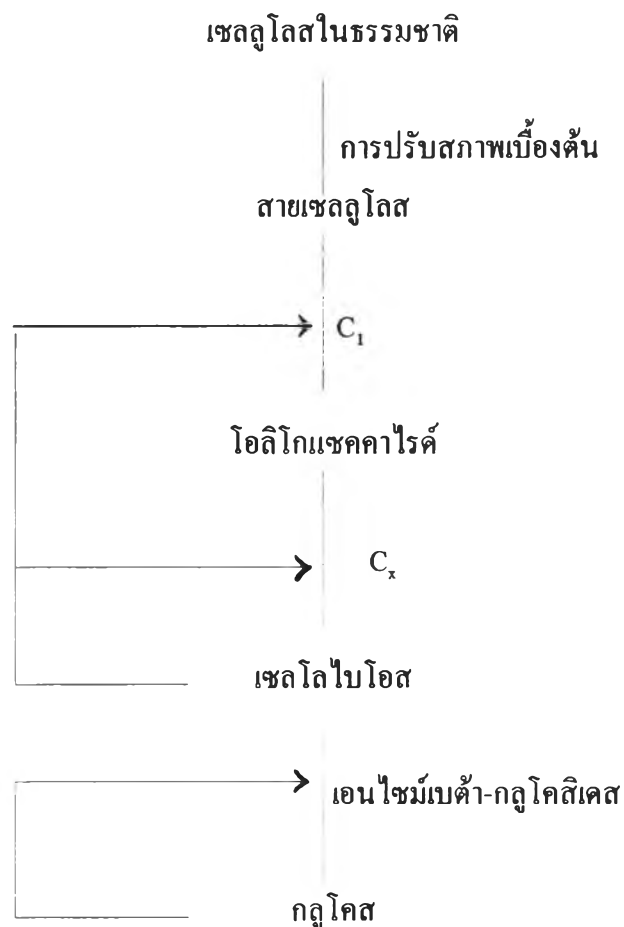 เซลลูโลสในธรรมชาติ
การปรับสภาพเบื้องต้น
สายเซลลูโลส
C₁
โอลิโกแซคคาไรด์
Cₓ
เซลโลไบโอส
เอนไซม์เบต้า-กลูโคสิเดส
กลูโคส